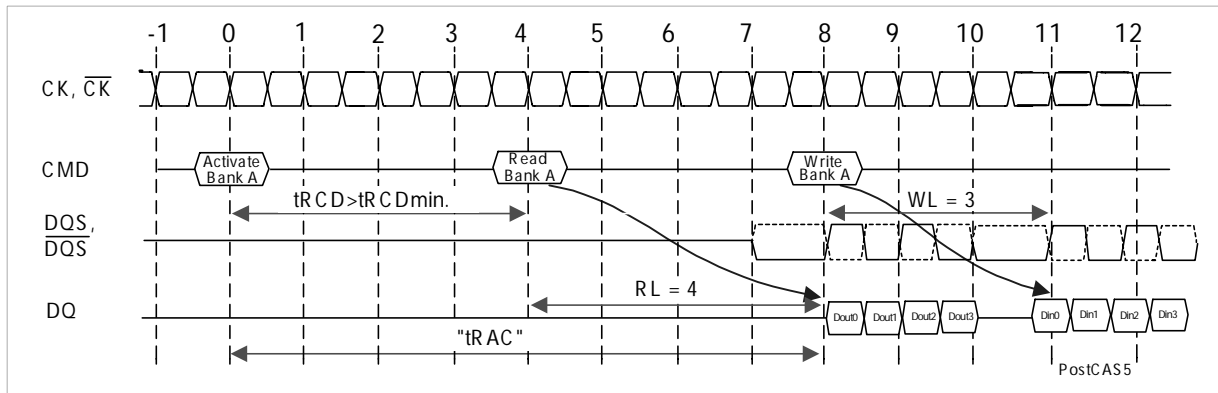 -1 0 1 2 3 4 5 6 7 8 9 10 11 12
CK, CK
CMD
Activate
Bank A
Read
Bank A
Write
Bank A
tRCD>tRCDmin.
WL = 3
DQS,
DQS
RL = 4
DQ
Dout0 Dout1 Dout2 Dout3 Din0 Din1 Din2 Din3
"tRAC"
PostCAS5